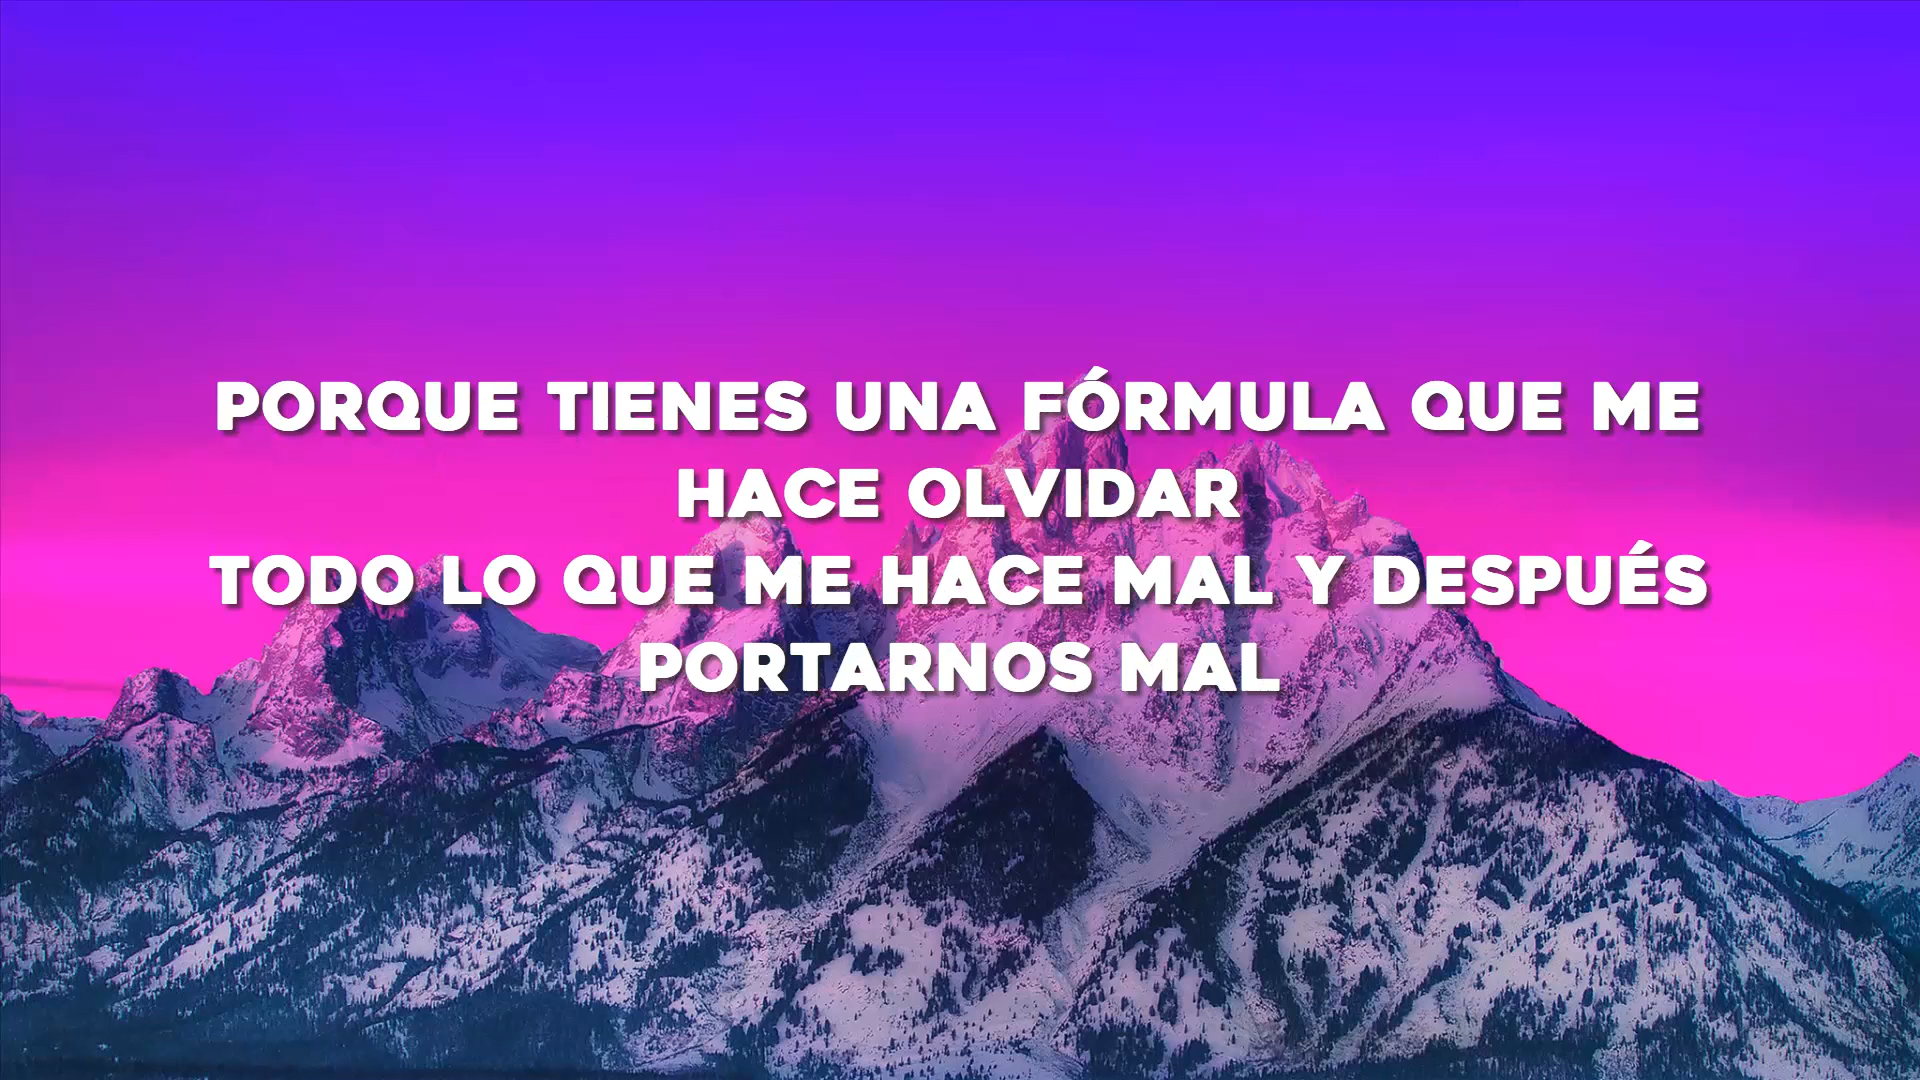 PORQUE TIENES UNA FÓRMULA QUE ME
HACE OLVIDAR
TODO LO QUE ME HACE MAL Y DESPUÉS
PORTARNOS MAL